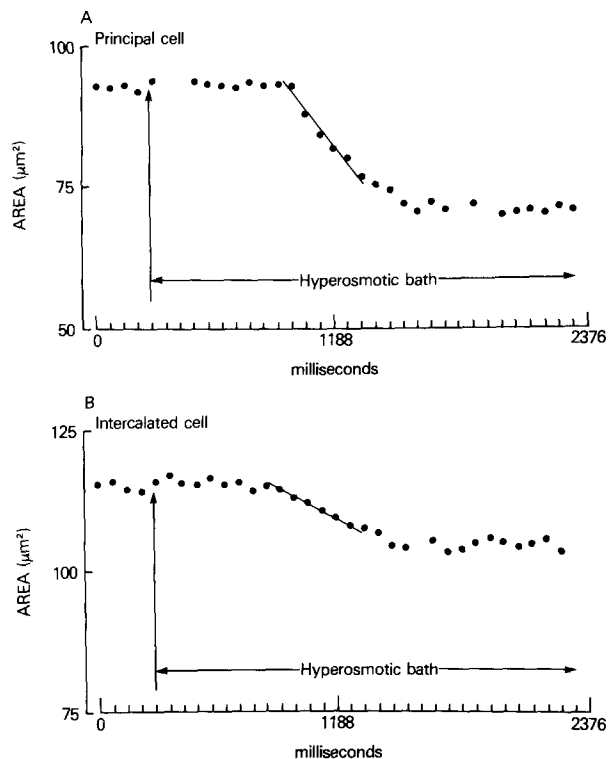 A
Principal cell
100
75
50
AREA (μm²)
Hyperosmotic bath
0 1188 2376
milliseconds
B
Intercalated cell
125
100
75
AREA (μm²)
Hyperosmotic bath
0 1188 2376
milliseconds